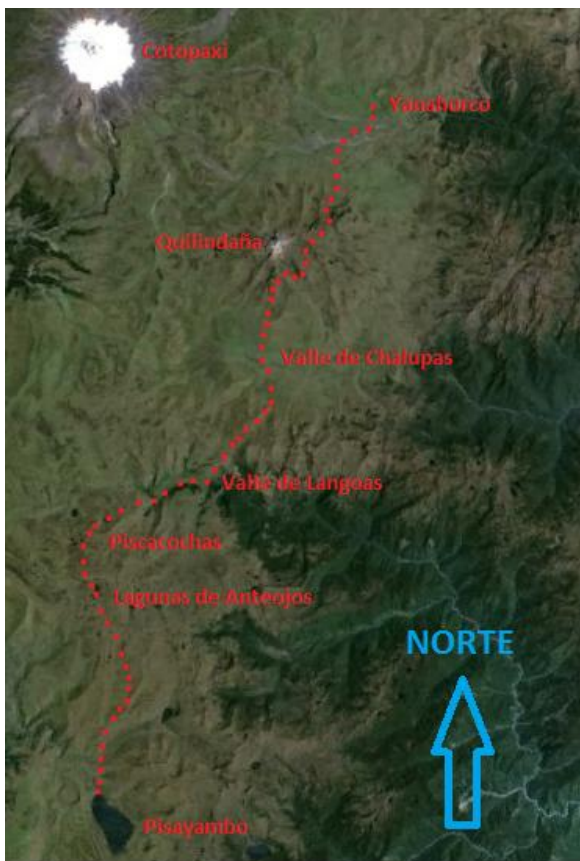 Cotopaxi
Yanahurco
Quilindaña
Valle de Chalupas
Valle de Langoas
Piscacochas
Lagunas de Anteojos
NORTE
Pisayambo